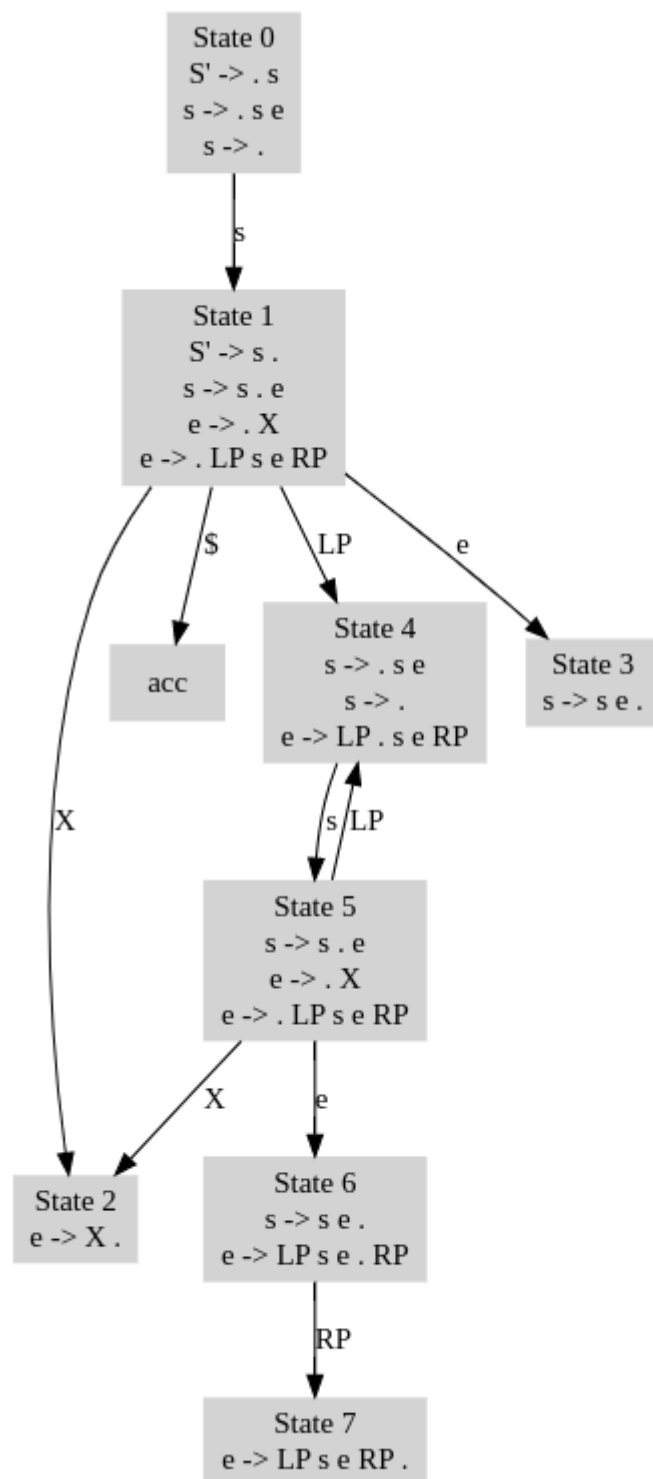 State 0
S' -> . s
s -> . s e
s -> .
s
State 1
S' -> s .
s -> s . e
e -> . X
e -> . LP s e RP
$
LP
e
acc
State 4
s -> . s e
s -> .
e -> LP . s e RP
State 3
s -> s e .
X
s
LP
State 5
s -> s . e
e -> . X
e -> . LP s e RP
X
e
State 2
e -> X .
State 6
s -> s e .
e -> LP s e . RP
RP
State 7
e -> LP s e RP .